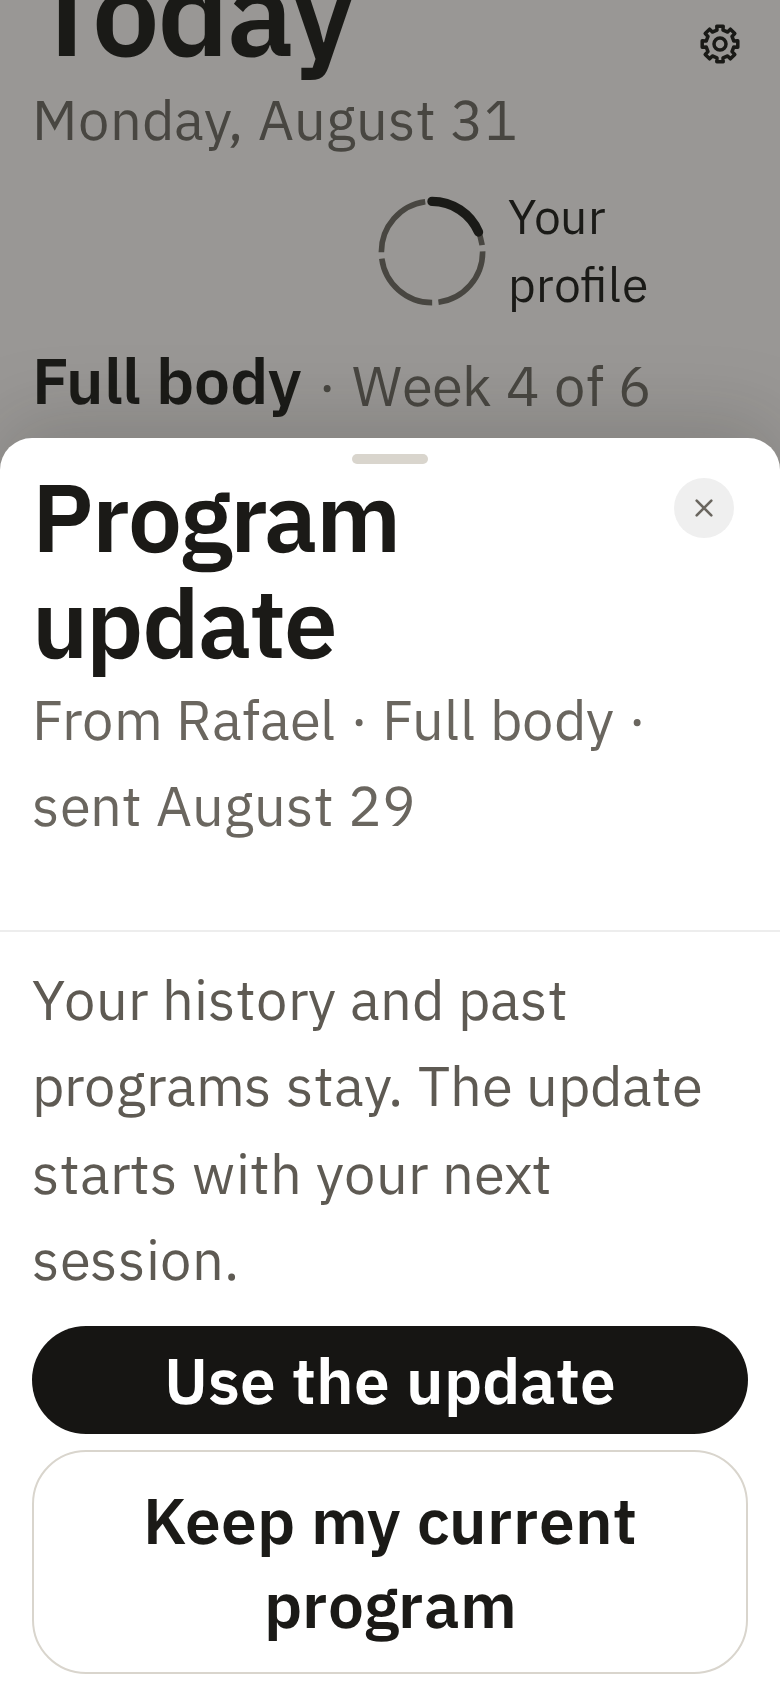 Today
Monday, August 31
Your
profile
Full body · Week 4 of 6
Program
update
From Rafael · Full body ·
sent August 29
Your history and past
programs stay. The update
starts with your next
session.
Use the update
Keep my current
program